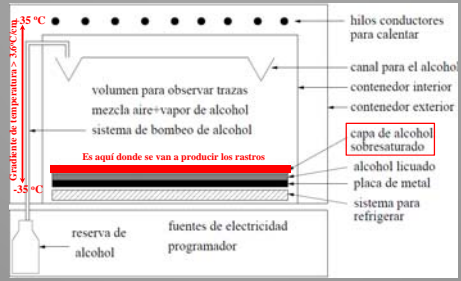 35 ºC
Gradiente de temperatura > 3.6ºC/cm
-35 ºC
hilos conductores
para calentar
canal para el alcohol
contenedor interior
contenedor exterior
volumen para observar trazas
mezcla aire+vapor de alcohol
sistema de bombeo de alcohol
Es aquí donde se van a producir los rastros
capa de alcohol
sobresaturado
alcohol licuado
placa de metal
sistema para
refrigerar
reserva de
alcohol
fuentes de electricidad
programador